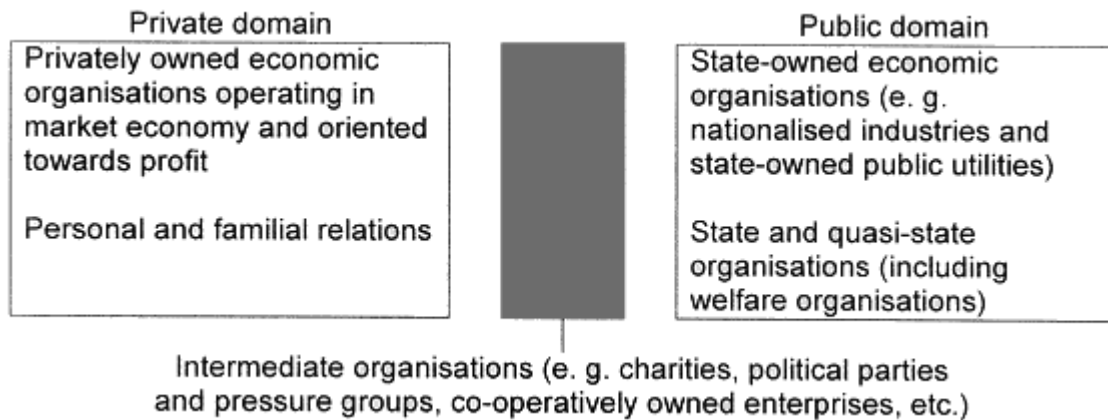 Private domain
Privately owned economic
organisations operating in
market economy and oriented
towards profit
Personal and familial relations
Public domain
State-owned economic
organisations (e. g.
nationalised industries and
state-owned public utilities)
State and quasi-state
organisations (including
welfare organisations)
Intermediate organisations (e. g. charities, political parties
and pressure groups, co-operatively owned enterprises, etc.)